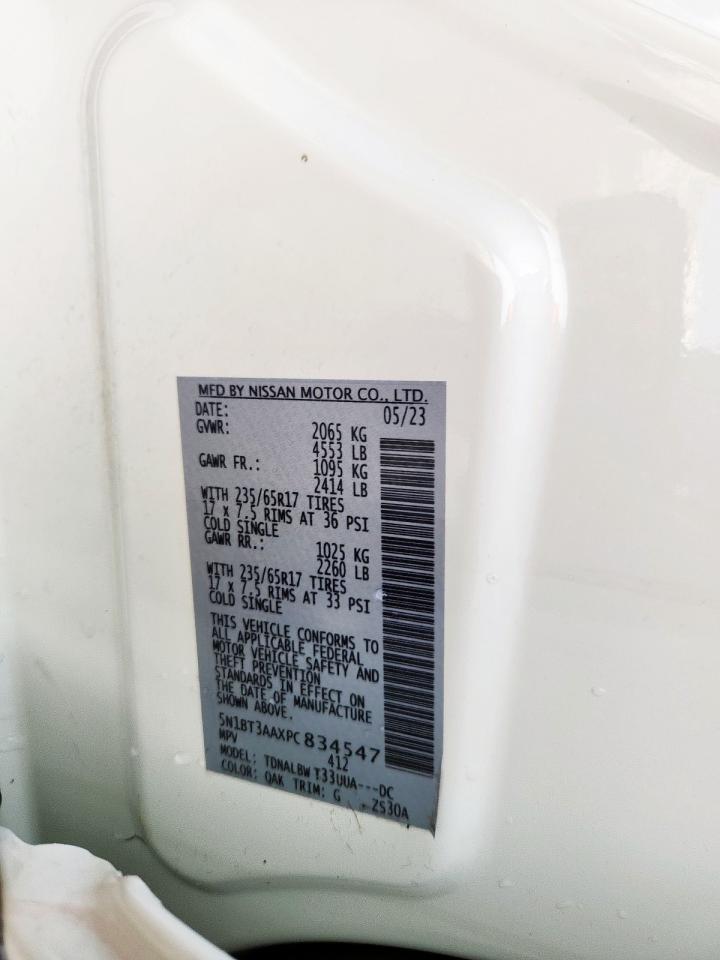 MFD BY NISSAN MOTOR CO., LTD.
DATE: 05/23
GVWR: 2065 KG
4553 LB
GAWR FR.: 1095 KG
2414 LB
WITH 235/65R17 TIRES
17 x 7.5 RIMS AT 36 PSI
COLD SINGLE
GAWR RR.: 1025 KG
2260 LB
WITH 235/65R17 TIRES
17 x 7.5 RIMS AT 33 PSI
COLD SINGLE
THIS VEHICLE CONFORMS TO
ALL APPLICABLE FEDERAL
MOTOR VEHICLE SAFETY AND
THEFT PREVENTION
STANDARDS IN EFFECT ON
THE DATE OF MANUFACTURE
SHOWN ABOVE.
5N1BT3AAXPC 834547
MPV 412
MODEL: TDNALBW T33UUA---DC
COLOR: QAK TRIM: G - ZS30A